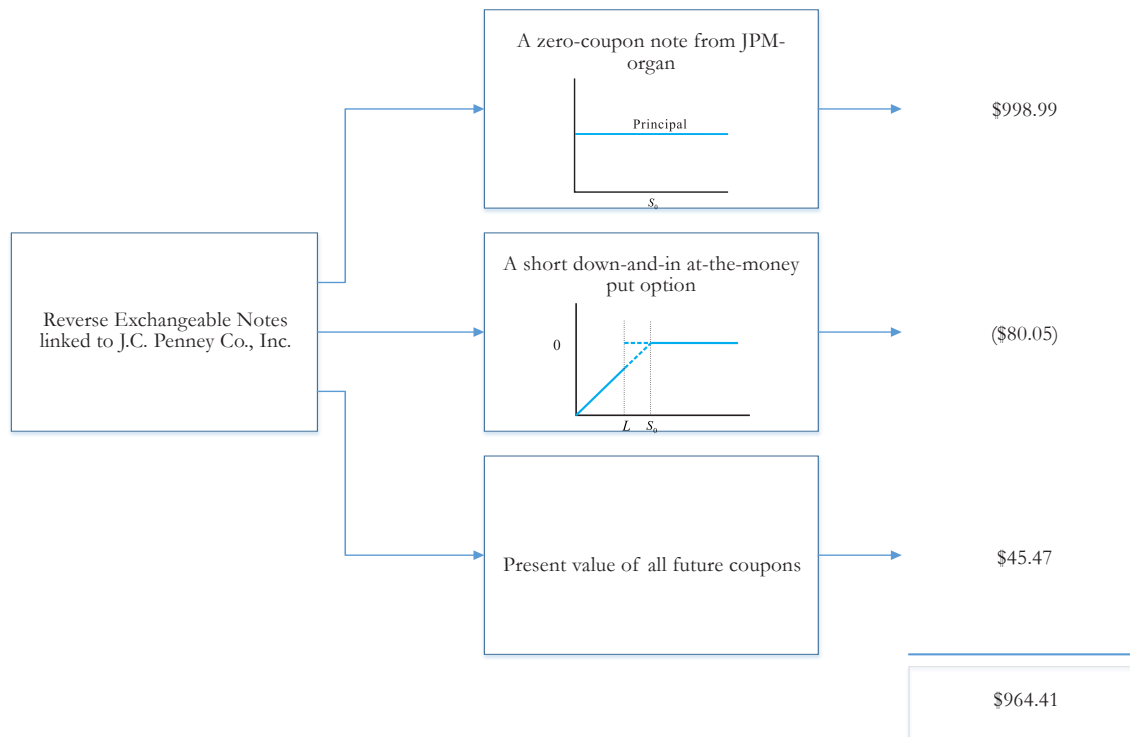 A zero-coupon note from JPM-
organ
Principal
S₀
$998.99
Reverse Exchangeable Notes
linked to J.C. Penney Co., Inc.
A short down-and-in at-the-money
put option
0
L S₀
($80.05)
Present value of all future coupons
$45.47
$964.41